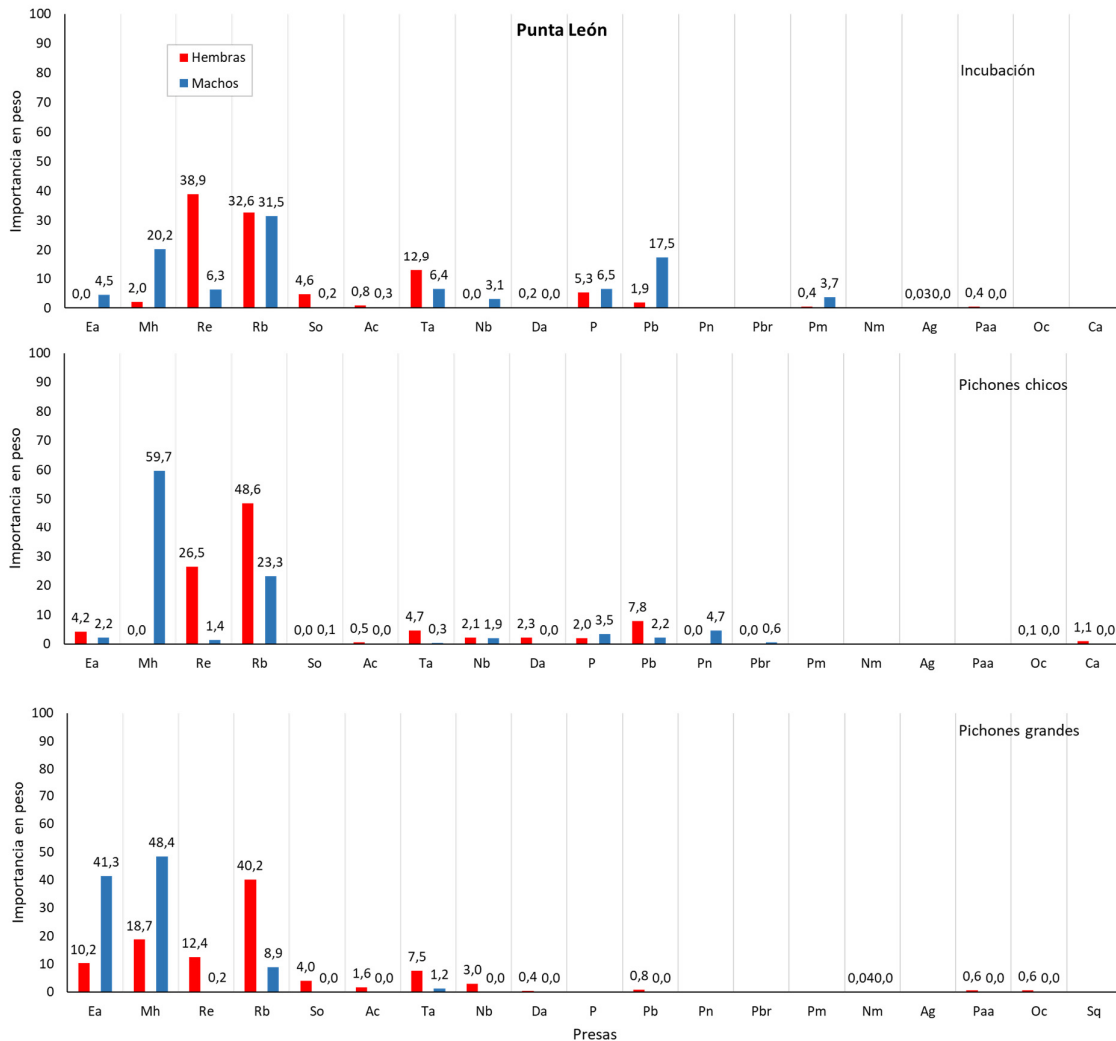 Punta León
Hembras
Machos
Incubación
Importancia en peso
100
90
80
70
60
50
40
30
20
10
0
0,0 4,5 2,0 20,2 38,9 6,3 32,6 31,5 4,6 0,2 0,8 0,3 12,9 6,4 0,0 3,1 0,2 0,0 5,3 6,5 1,9 17,5 0,4 3,7 0,03 0,0 0,4 0,0
Ea Mh Re Rb So Ac Ta Nb Da P Pb Pn Pbr Pm Nm Ag Paa Oc Ca
Pichones chicos
Importancia en peso
100
90
80
70
60
50
40
30
20
10
0
4,2 2,2 0,0 59,7 26,5 1,4 48,6 23,3 0,0 0,1 0,5 0,0 4,7 0,3 2,1 1,9 2,3 0,0 2,0 3,5 7,8 2,2 0,0 4,7 0,0 0,6 0,1 0,0 1,1 0,0
Ea Mh Re Rb So Ac Ta Nb Da P Pb Pn Pbr Pm Nm Ag Paa Oc Ca
Pichones grandes
Importancia en peso
100
90
80
70
60
50
40
30
20
10
0
10,2 41,3 18,7 48,4 12,4 0,2 40,2 8,9 4,0 0,0 1,6 0,0 7,5 1,2 3,0 0,0 0,4 0,0 0,8 0,0 0,04 0,0 0,6 0,0 0,6 0,0
Ea Mh Re Rb So Ac Ta Nb Da P Pb Pn Pbr Pm Nm Ag Paa Oc Sq
Presas